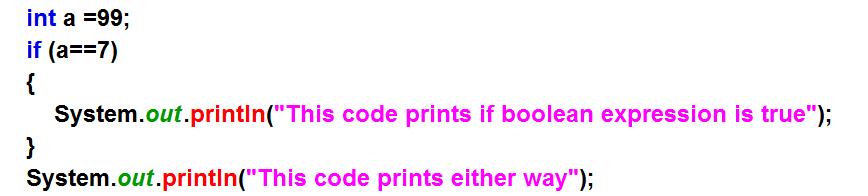 int a =99;
if (a==7)
{
System.out.println("This code prints if boolean expression is true");
}
System.out.println("This code prints either way");